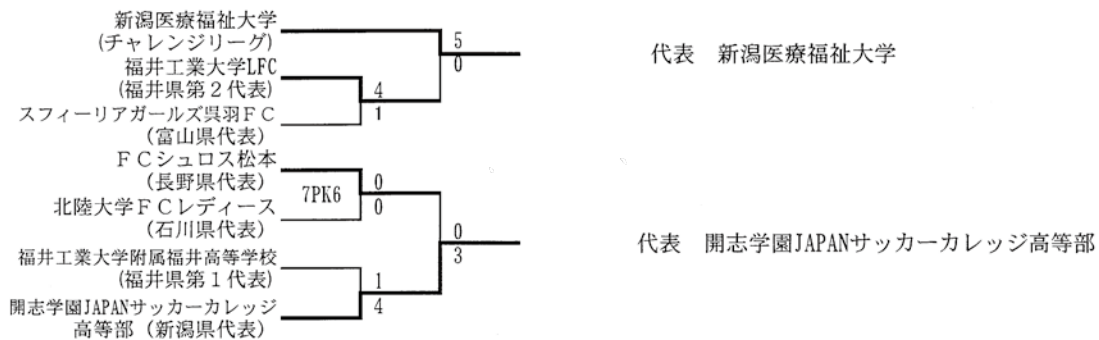 新潟医療福祉大学
(チャレンジリーグ)
5
0
代表　新潟医療福祉大学
福井工業大学LFC
(福井県第２代表)
4
1
スフィーリアガールズ呉羽ＦＣ
(富山県代表)
ＦＣシュロス松本
(長野県代表)
7PK6
0
0
北陸大学ＦＣレディース
(石川県代表)
0
3
代表　開志学園JAPANサッカーカレッジ高等部
福井工業大学附属福井高等学校
(福井県第１代表)
1
4
開志学園JAPANサッカーカレッジ
高等部 (新潟県代表)